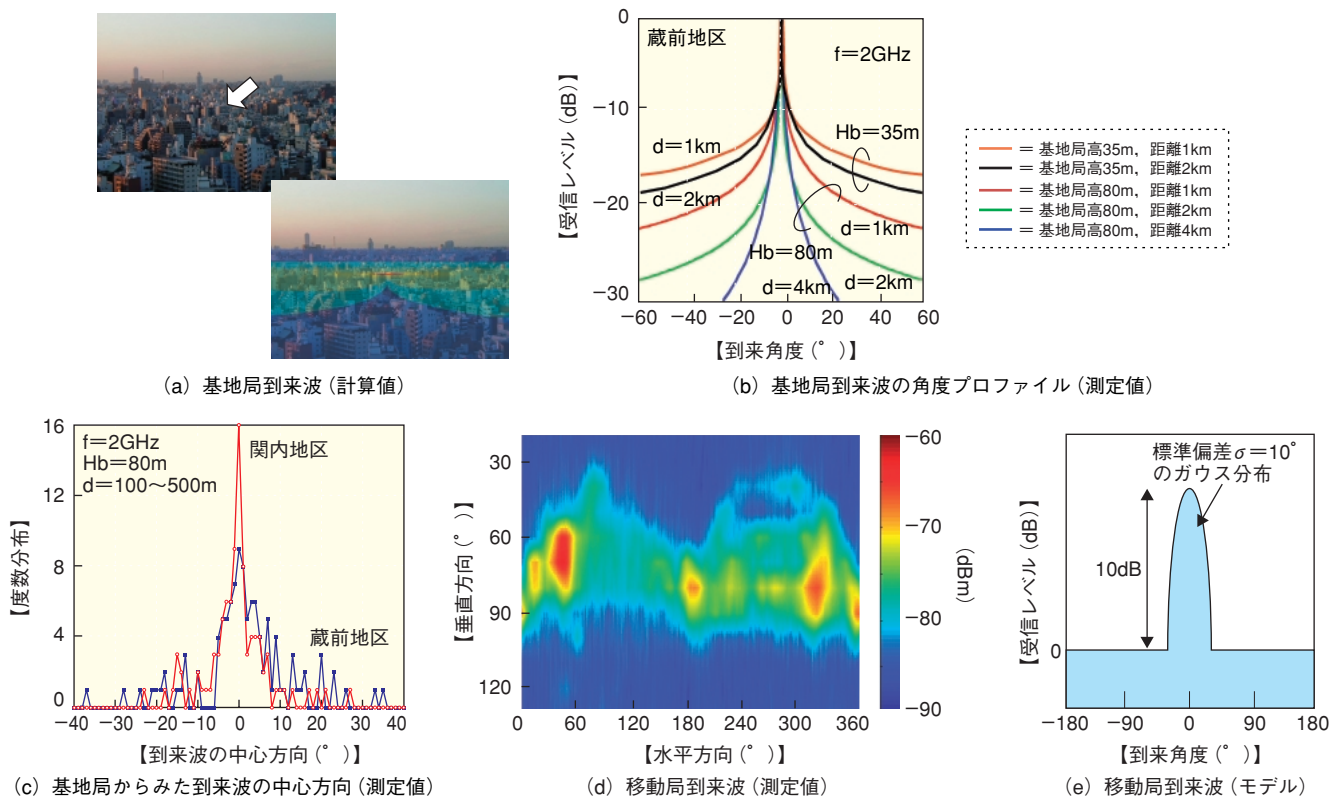 (a) 基地局到来波(計算値)
蔵前地区
f=2GHz
【受信レベル(dB)】
0
−10
−20
−30
d=1km
d=2km
Hb=35m
Hb=80m
d=1km
d=4km
d=2km
−60
−40
−20
0
20
40
60
【到来角度(° )】
= 基地局高35m,距離1km
= 基地局高35m,距離2km
= 基地局高80m,距離1km
= 基地局高80m,距離2km
= 基地局高80m,距離4km
(b) 基地局到来波の角度プロファイル(測定値)
f=2GHz
Hb=80m
d=100〜500m
関内地区
蔵前地区
【度数分布】
16
12
8
4
0
−40
−30
−20
−10
0
10
20
30
40
【到来波の中心方向(° )】
(c) 基地局からみた到来波の中心方向(測定値)
【垂直方向(° )】
30
60
90
120
0
60
120
180
240
300
360
【水平方向(° )】
−60
−70
−80
−90
(dBm)
(d) 移動局到来波(測定値)
【受信レベル(dB)】
標準偏差σ=10°
のガウス分布
10dB
0
−180
−90
0
90
180
【到来角度(° )】
(e) 移動局到来波(モデル)